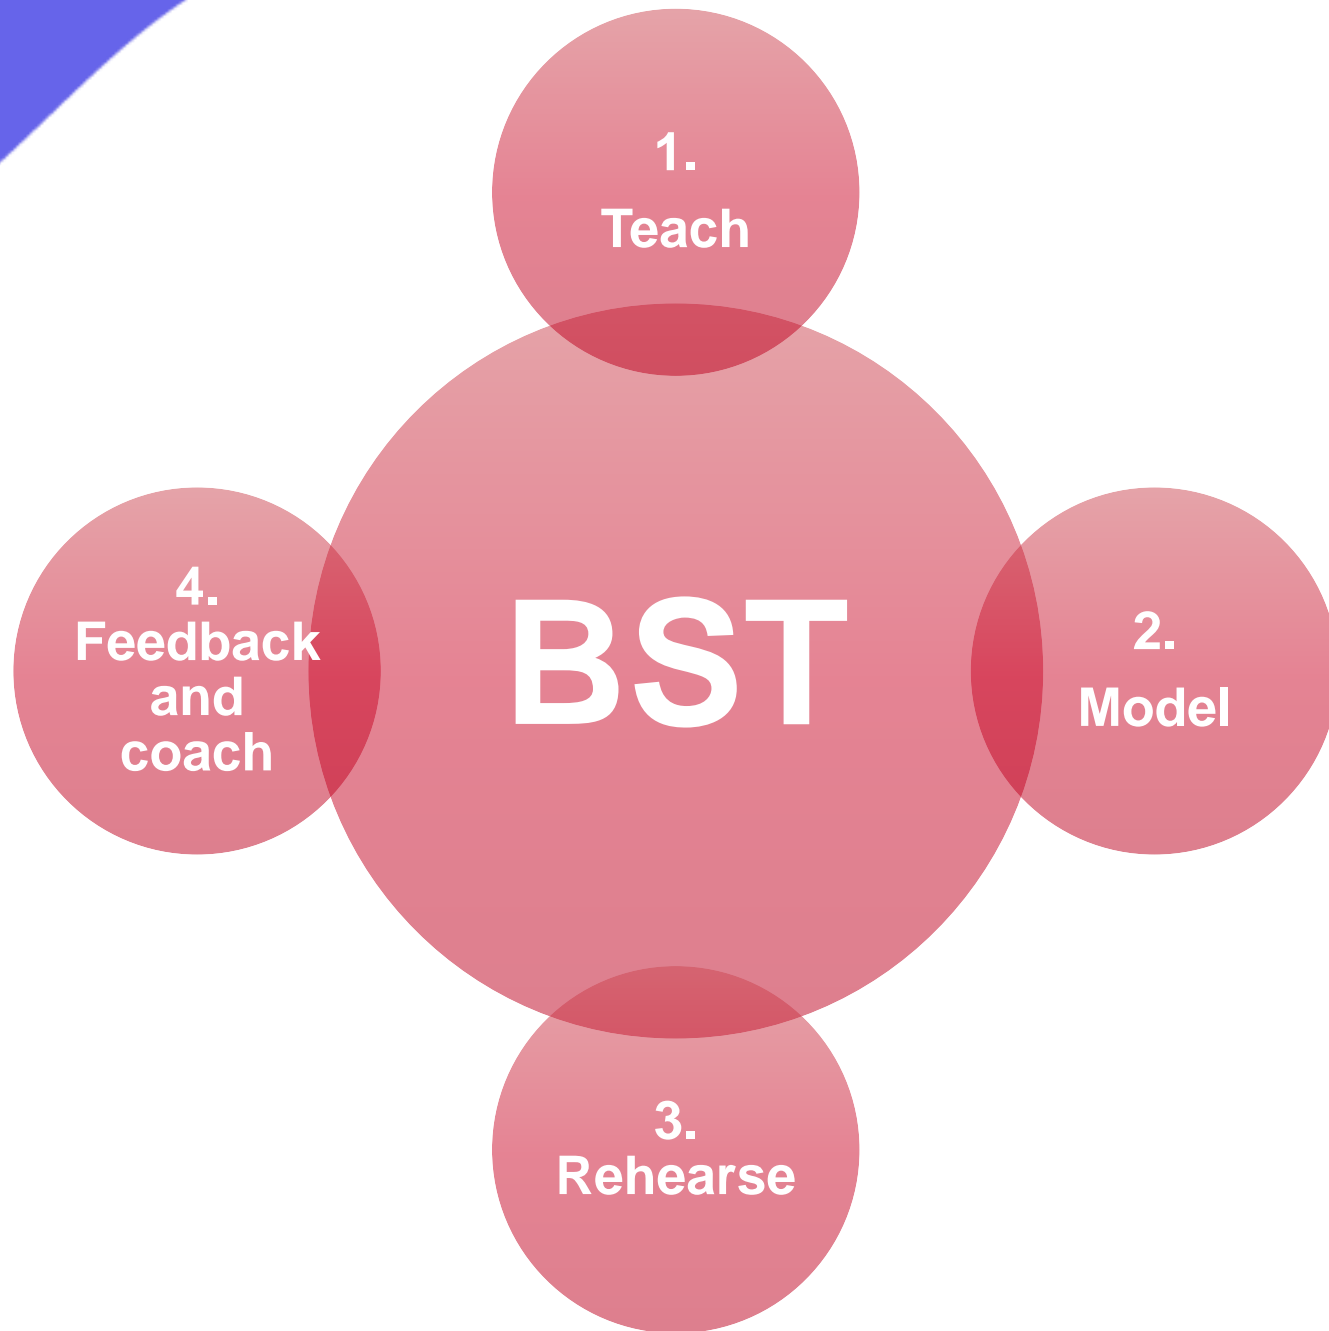 1.
Teach
BST
2.
Model
3.
Rehearse
4.
Feedback
and
coach